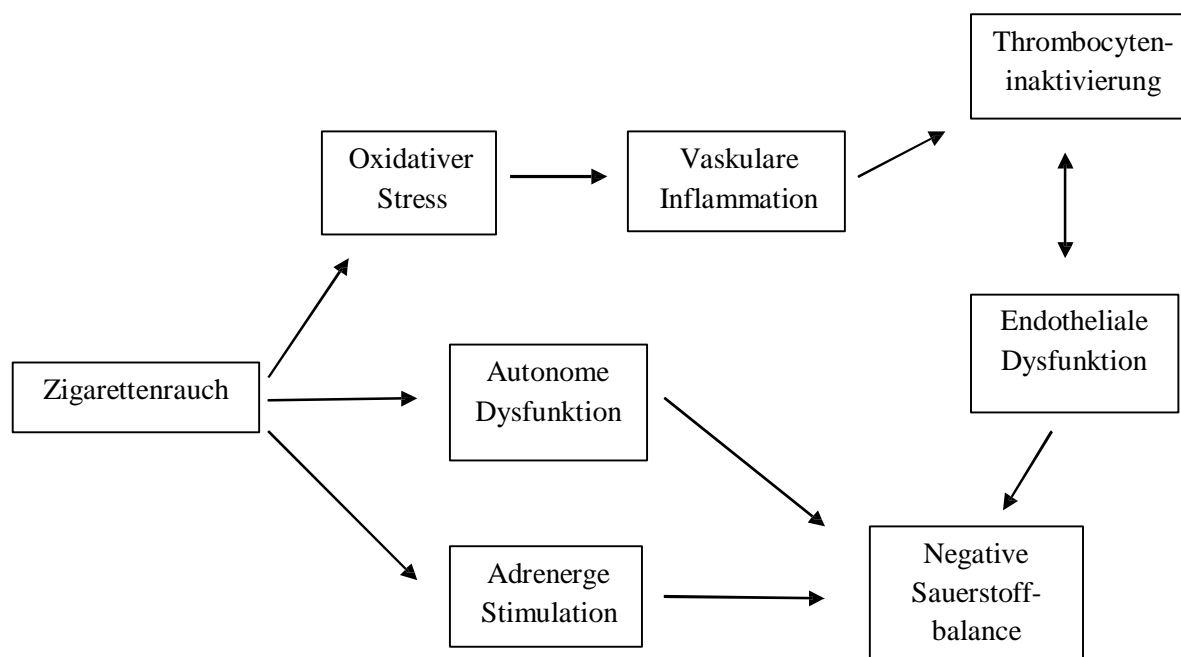 Thrombocyten-
inaktivierung
Oxidativer
Stress
Vaskulare
Inflammation
Endotheliale
Dysfunktion
Zigarettenrauch
Autonome
Dysfunktion
Adrenerge
Stimulation
Negative
Sauerstoff-
balance